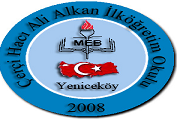 Çerçi Hacı Ali Alkan İlköğretim Okulu
MEB
Yeniceköy
2008